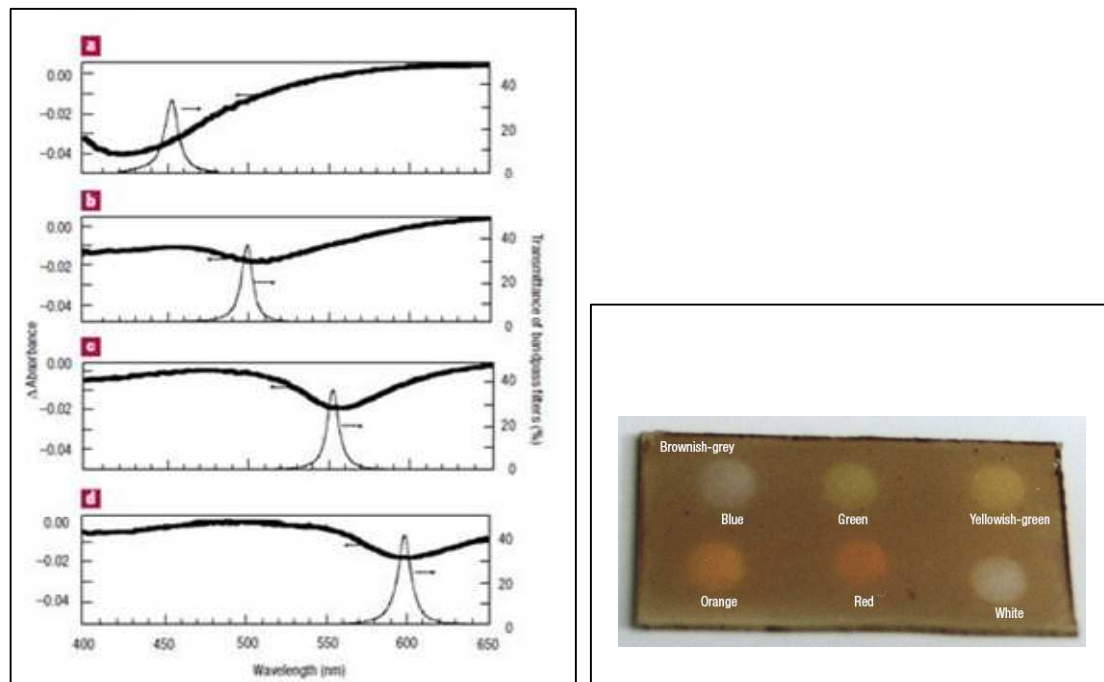 a
0.00
−0.02
−0.04
40
20
0
b
0.00
−0.02
−0.04
40
20
0
c
0.00
−0.02
−0.04
40
20
0
d
0.00
−0.02
−0.04
40
20
0
400 450 500 550 600 650
Wavelength (nm)
Δ Absorbance
Transmittance of
bandpass filters (%)
Brownish-grey
Blue Green Yellowish-green
Orange Red White